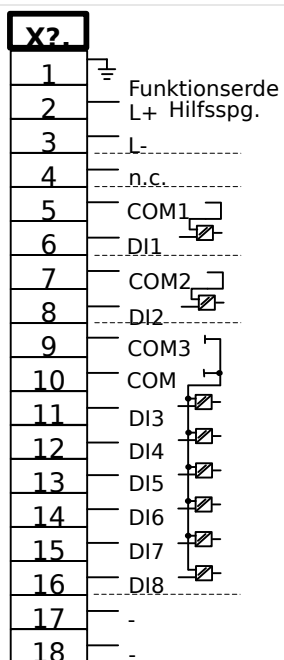 X?.
1 Funktionserde
2 L+ Hilfsspg.
3 L-
4 n.c.
5 COM1
6 DI1
7 COM2
8 DI2
9 COM3
10 COM
11 DI3
12 DI4
13 DI5
14 DI6
15 DI7
16 DI8
17 -
18 -